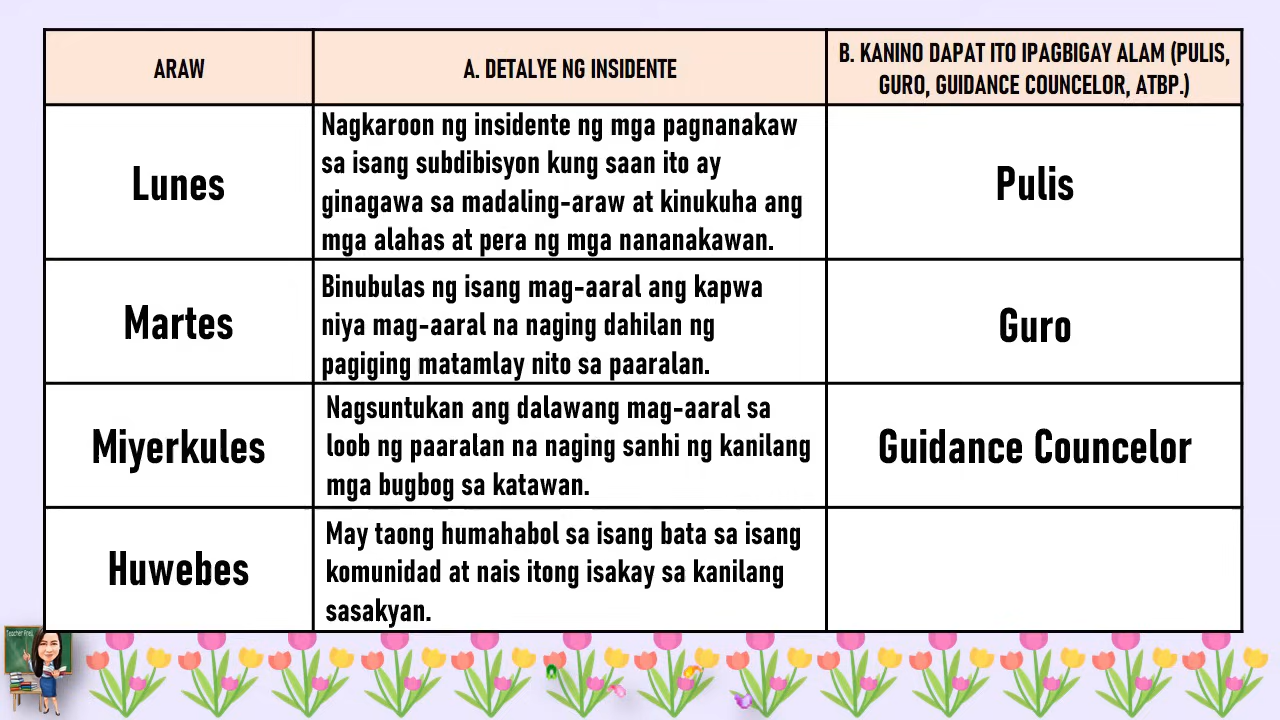 ARAW
A. DETALYE NG INSIDENTE
B. KANINO DAPAT ITO IPAGBIGAY ALAM (PULIS,
GURO, GUIDANCE COUNCELOR, ATBP.)
Lunes
Nagkaroon ng insidente ng mga pagnanakaw
sa isang subdibisyon kung saan ito ay
ginagawa sa madaling-araw at kinukuha ang
mga alahas at pera ng mga nananakawan.
Pulis
Martes
Binubulas ng isang mag-aaral ang kapwa
niya mag-aaral na naging dahilan ng
pagiging matamlay nito sa paaralan.
Guro
Miyerkules
Nagsuntukan ang dalawang mag-aaral sa
loob ng paaralan na naging sanhi ng kanilang
mga bugbog sa katawan.
Guidance Councelor
Huwebes
May taong humahabol sa isang bata sa isang
komunidad at nais itong isakay sa kanilang
sasakyan.
Teacher